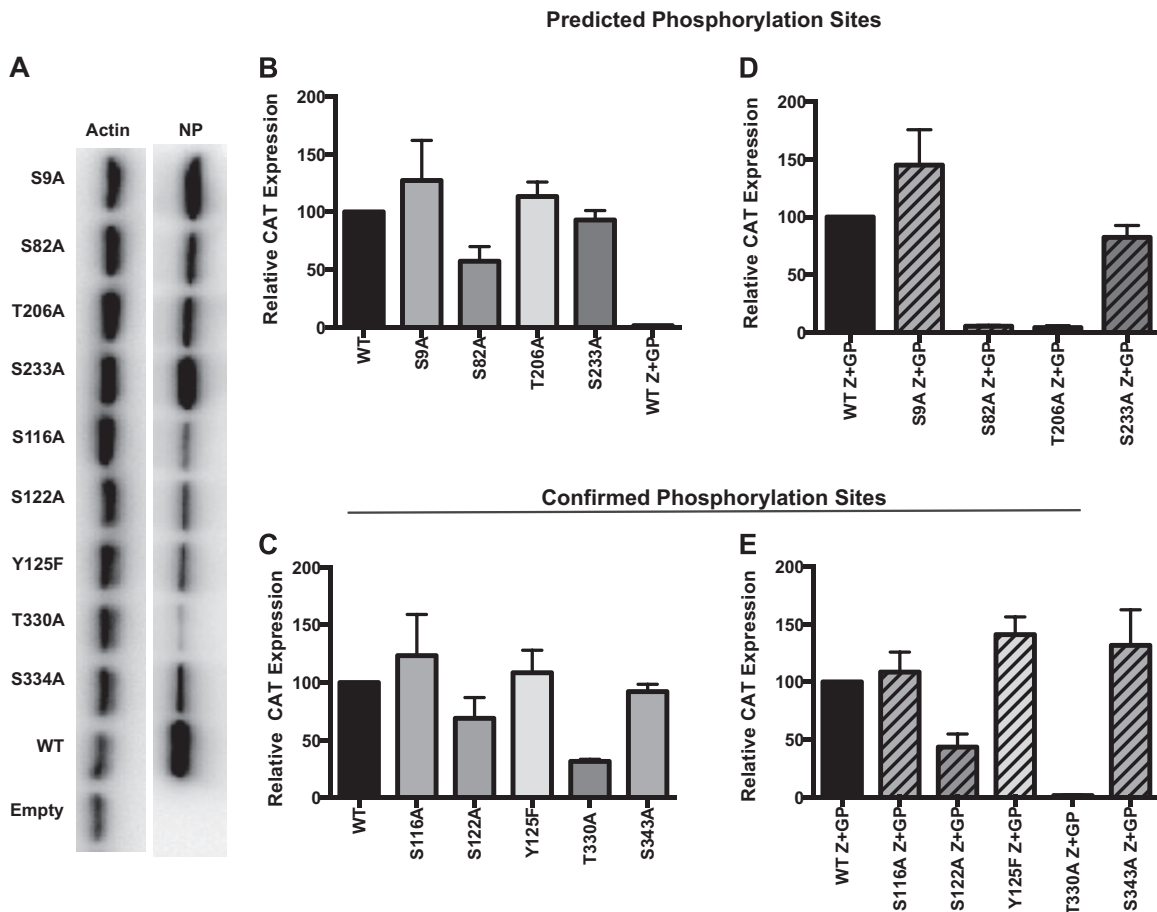 Predicted Phosphorylation Sites
A
Actin NP
S9A
S82A
T206A
S233A
S116A
S122A
Y125F
T330A
S334A
WT
Empty
B
Relative CAT Expression
200
150
100
50
0
WT
S9A
S82A
T206A
S233A
WT Z+GP
D
Relative CAT Expression
200
150
100
50
0
WT Z+GP
S9A Z+GP
S82A Z+GP
T206A Z+GP
S233A Z+GP
Confirmed Phosphorylation Sites
C
Relative CAT Expression
200
150
100
50
0
WT
S116A
S122A
Y125F
T330A
S343A
E
Relative CAT Expression
200
150
100
50
0
WT Z+GP
S116A Z+GP
S122A Z+GP
Y125F Z+GP
T330A Z+GP
S343A Z+GP